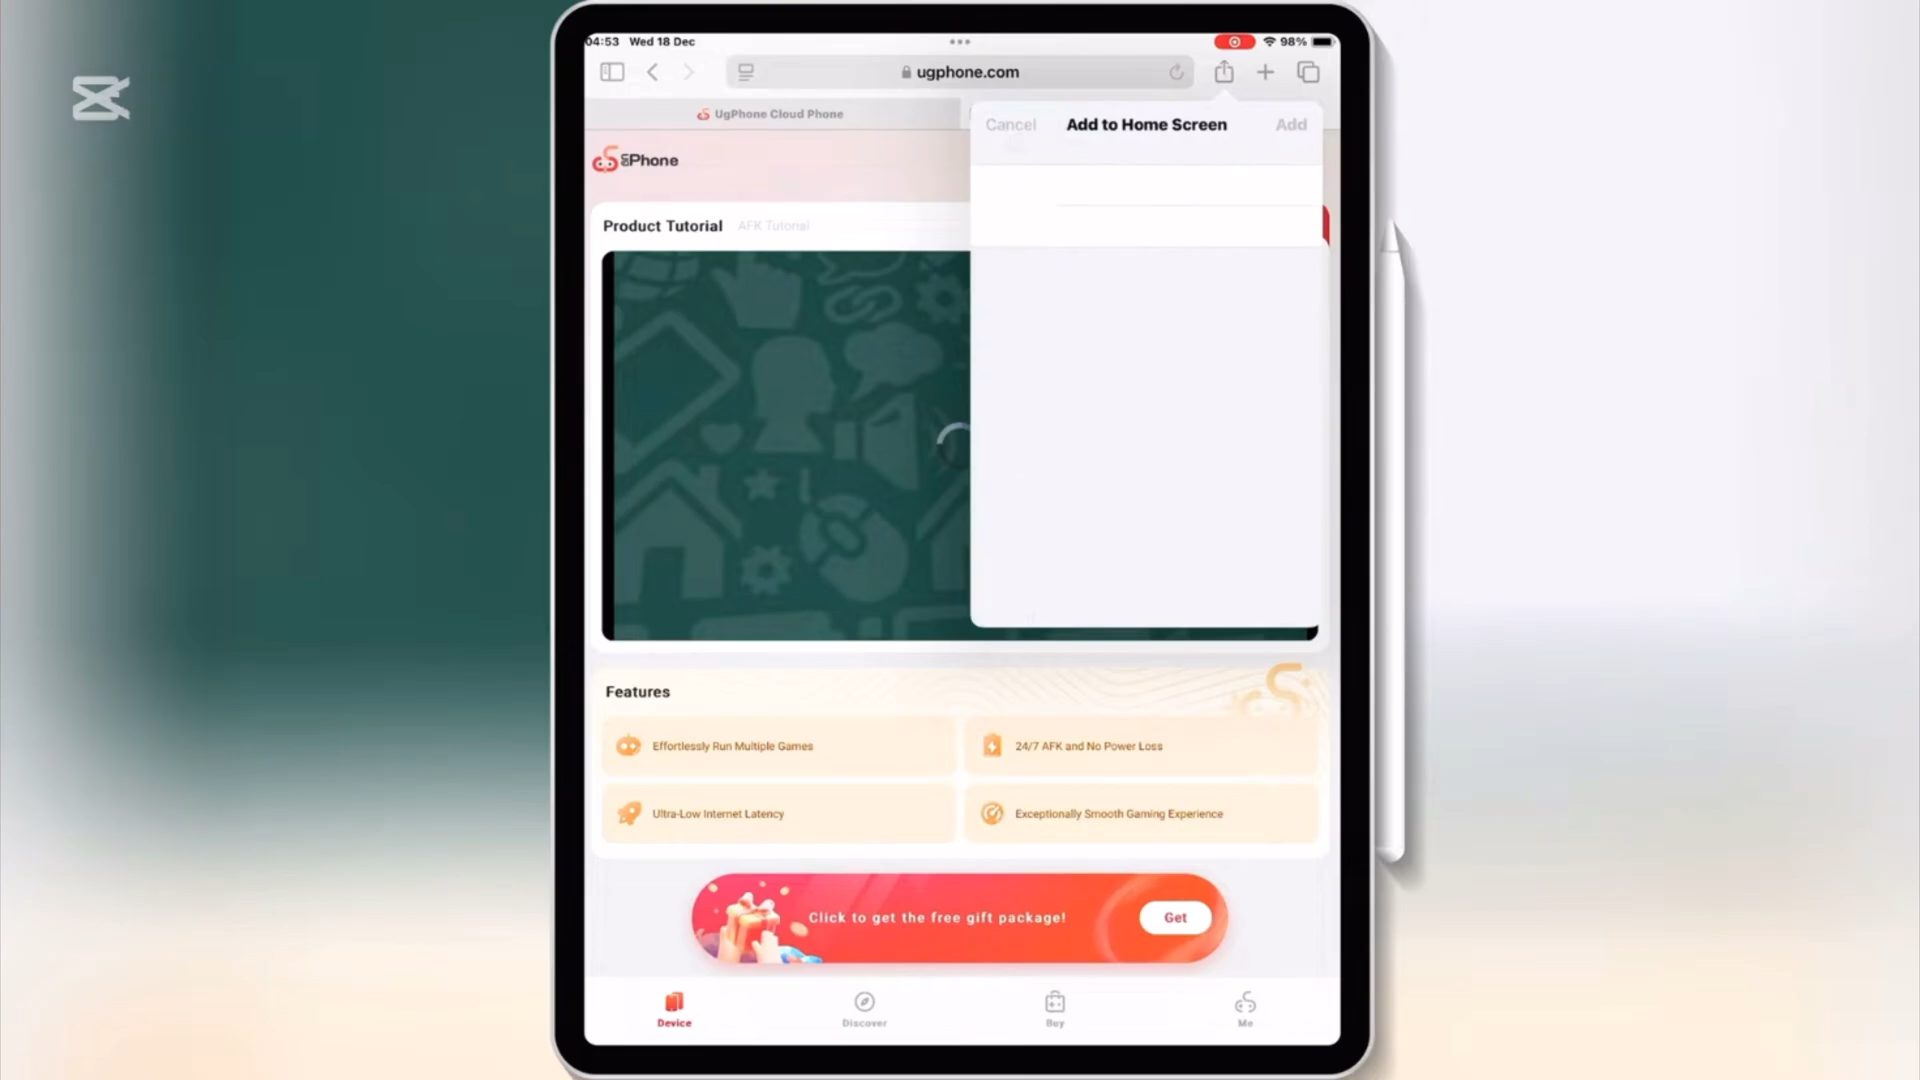 04:53 Wed 18 Dec
98%
ugphone.com
UgPhone Cloud Phone
Cancel
Add to Home Screen
Add
UgPhone
Product Tutorial
AFK Tutorial
Features
Effortlessly Run Multiple Games
24/7 AFK and No Power Loss
Ultra-Low Internet Latency
Exceptionally Smooth Gaming Experience
Click to get the free gift package!
Get
Device
Discover
Buy
Me